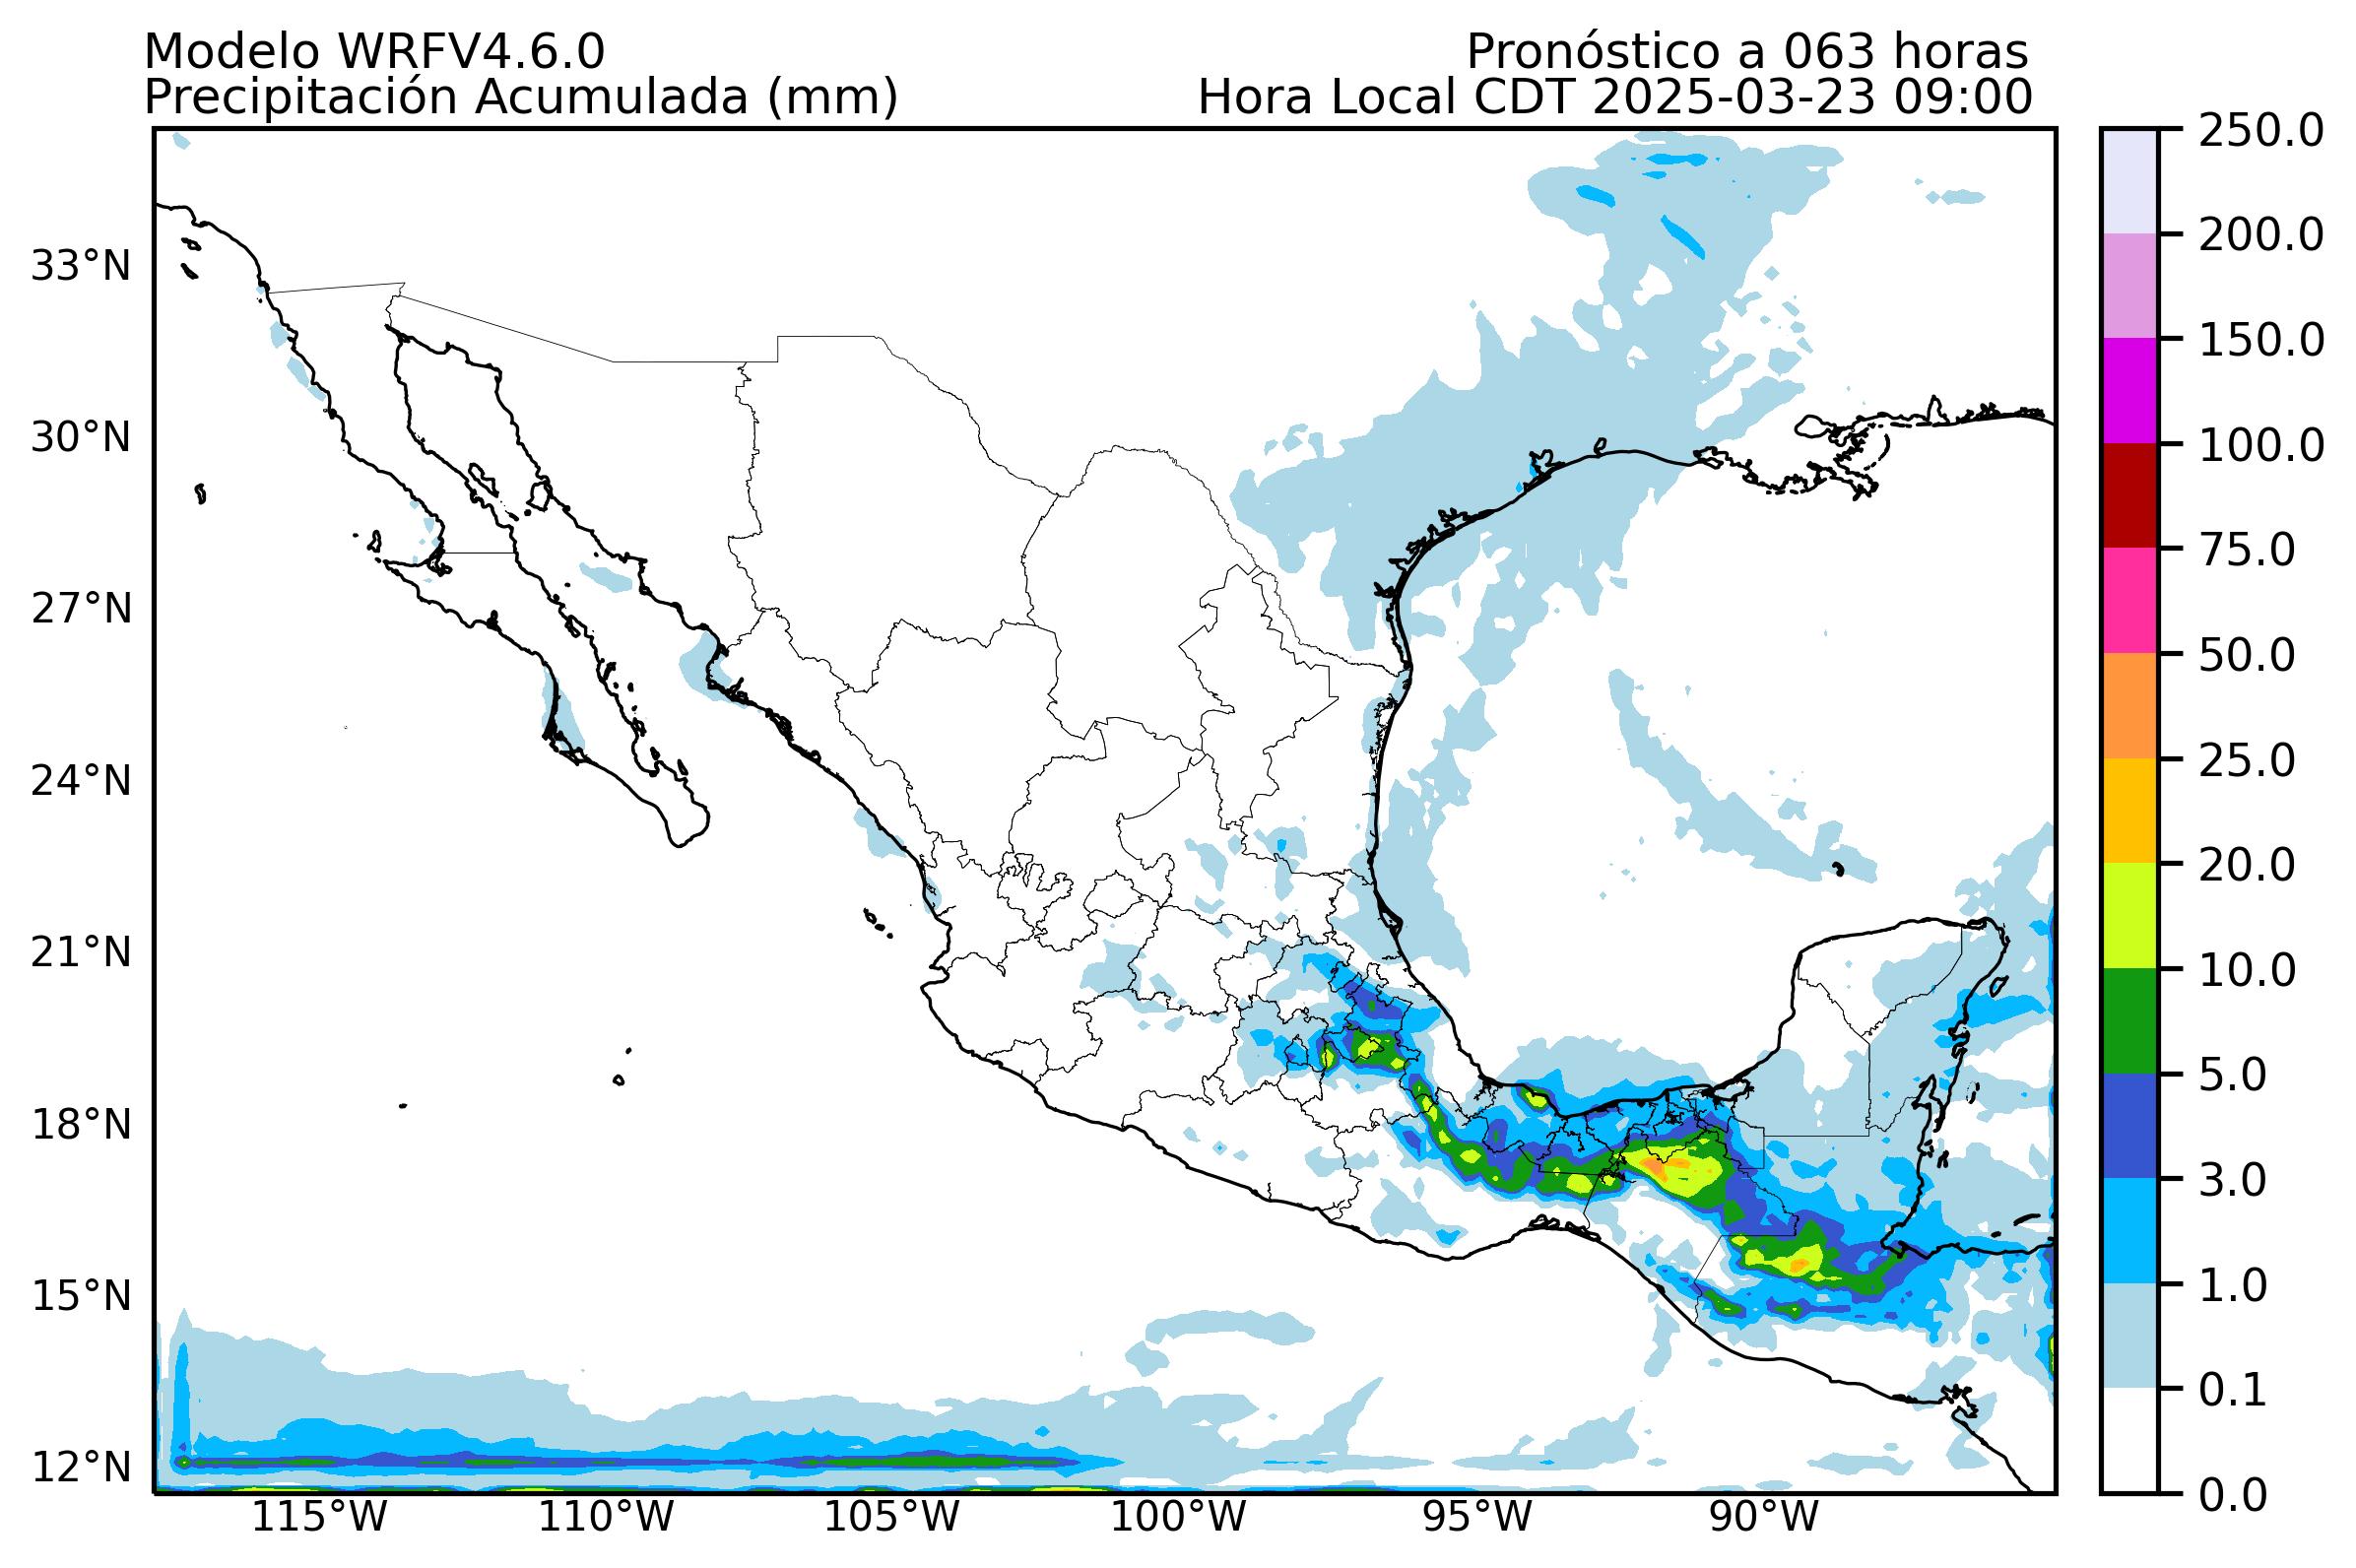 Modelo WRFV4.6.0
Pronóstico a 063 horas
Precipitación Acumulada (mm)
Hora Local CDT 2025-03-23 09:00
33°N
30°N
27°N
24°N
21°N
18°N
15°N
12°N
115°W
110°W
105°W
100°W
95°W
90°W
250.0
200.0
150.0
100.0
75.0
50.0
25.0
20.0
10.0
5.0
3.0
1.0
0.1
0.0